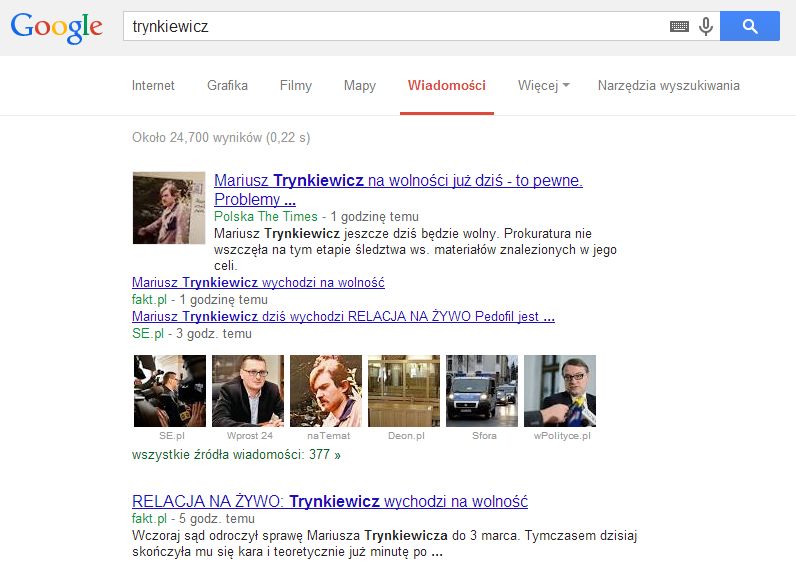 Google
trynkiewicz
Internet Grafika Filmy Mapy Wiadomości Więcej Narzędzia wyszukiwania
Około 24,700 wyników (0,22 s)
Mariusz Trynkiewicz na wolności już dziś - to pewne.
Problemy ...
Polska The Times - 1 godzinę temu
Mariusz Trynkiewicz jeszcze dziś będzie wolny. Prokuratura nie
wszczęła na tym etapie śledztwa ws. materiałów znalezionych w jego
celi.
Mariusz Trynkiewicz wychodzi na wolność
fakt.pl - 1 godzinę temu
Mariusz Trynkiewicz dziś wychodzi RELACJA NA ŻYWO Pedofil jest ...
SE.pl - 3 godz. temu
SE.pl Wprost 24 naTemat Deon.pl Sfora wPolityce.pl
wszystkie źródła wiadomości: 377 »
RELACJA NA ŻYWO: Trynkiewicz wychodzi na wolność
fakt.pl - 5 godz. temu
Wczoraj sąd odroczył sprawę Mariusza Trynkiewicza do 3 marca. Tymczasem dzisiaj
skończyła mu się kara i teoretycznie już minutę po ...